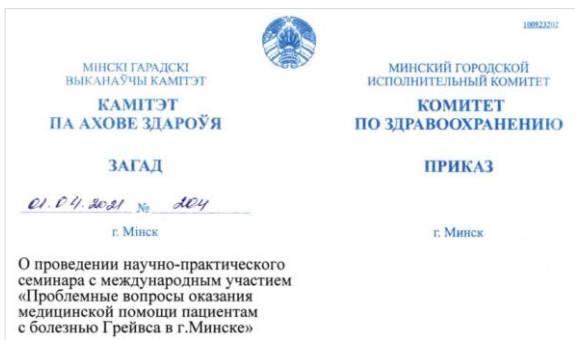 100823202
МІНСКІ ГАРАДСКІ
ВЫКАНАЎЧЫ КАМІТЭТ
КАМІТЭТ
ПА АХОВЕ ЗДАРОЎЯ
ЗАГАД
01.04.2021 № 204
г. Мінск
МИНСКИЙ ГОРОДСКОЙ
ИСПОЛНИТЕЛЬНЫЙ КОМИТЕТ
КОМИТЕТ
ПО ЗДРАВООХРАНЕНИЮ
ПРИКАЗ
г. Минск
О проведении научно-практического
семинара с международным участием
«Проблемные вопросы оказания
медицинской помощи пациентам
с болезнью Грейвса в г.Минске»